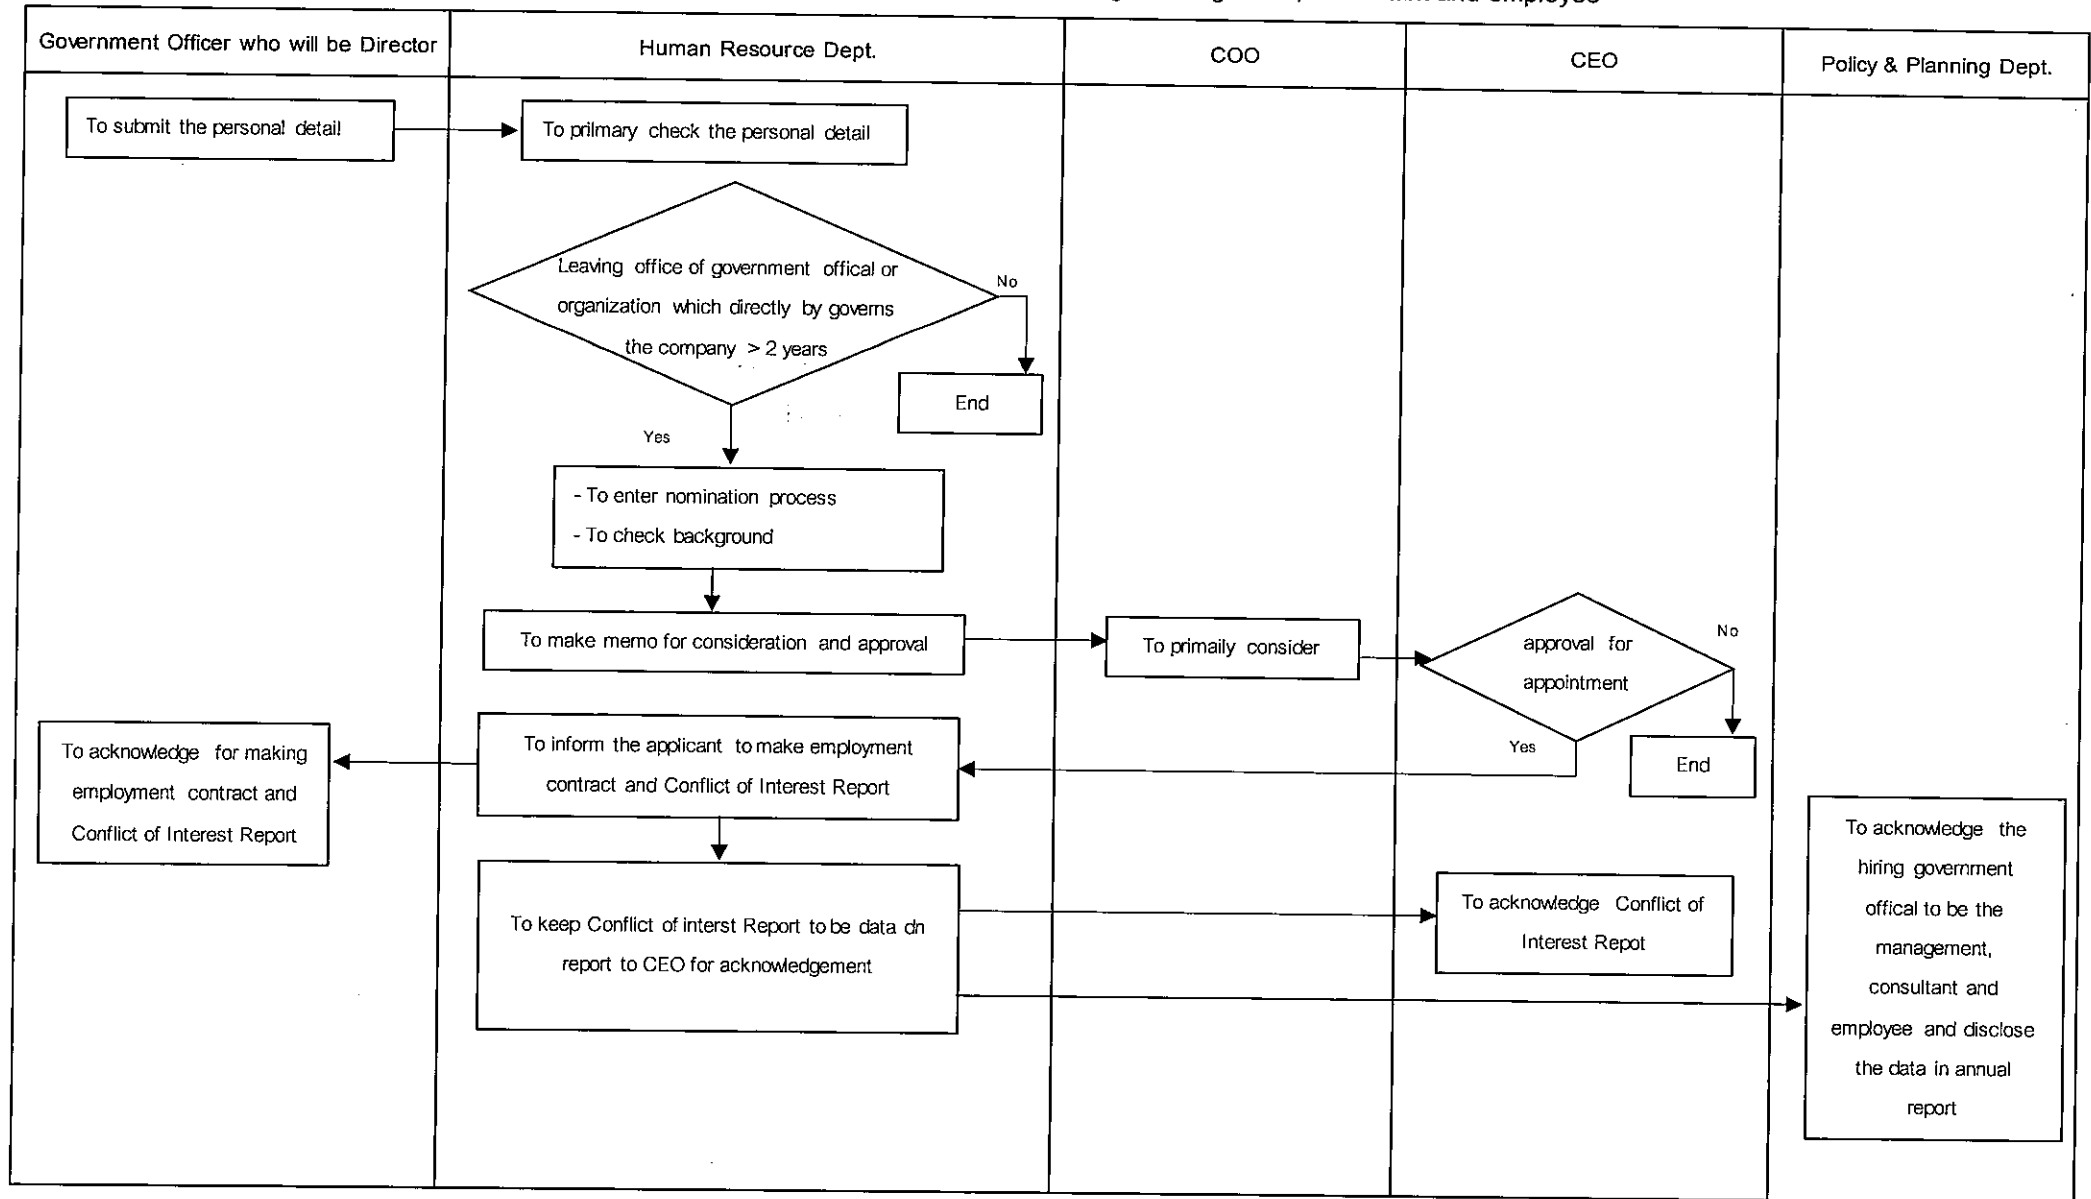 and employee
Government Officer who will be Director
Human Resource Dept.
COO
CEO
Policy & Planning Dept.
To submit the personal detail
To prilmary check the personal detail
Leaving office of government offical or
organization which directly by governs
the company > 2 years
No
End
Yes
- To enter nomination process
- To check background
To make memo for consideration and approval
To primaily consider
approval for
appointment
No
Yes
End
To inform the applicant to make employment
contract and Conflict of Interest Report
To acknowledge for making
employment contract and
Conflict of Interest Report
To keep Conflict of interst Report to be data dn
report to CEO for acknowledgement
To acknowledge Conflict of
Interest Repot
To acknowledge the
hiring government
offical to be the
management,
consultant and
employee and disclose
the data in annual
report